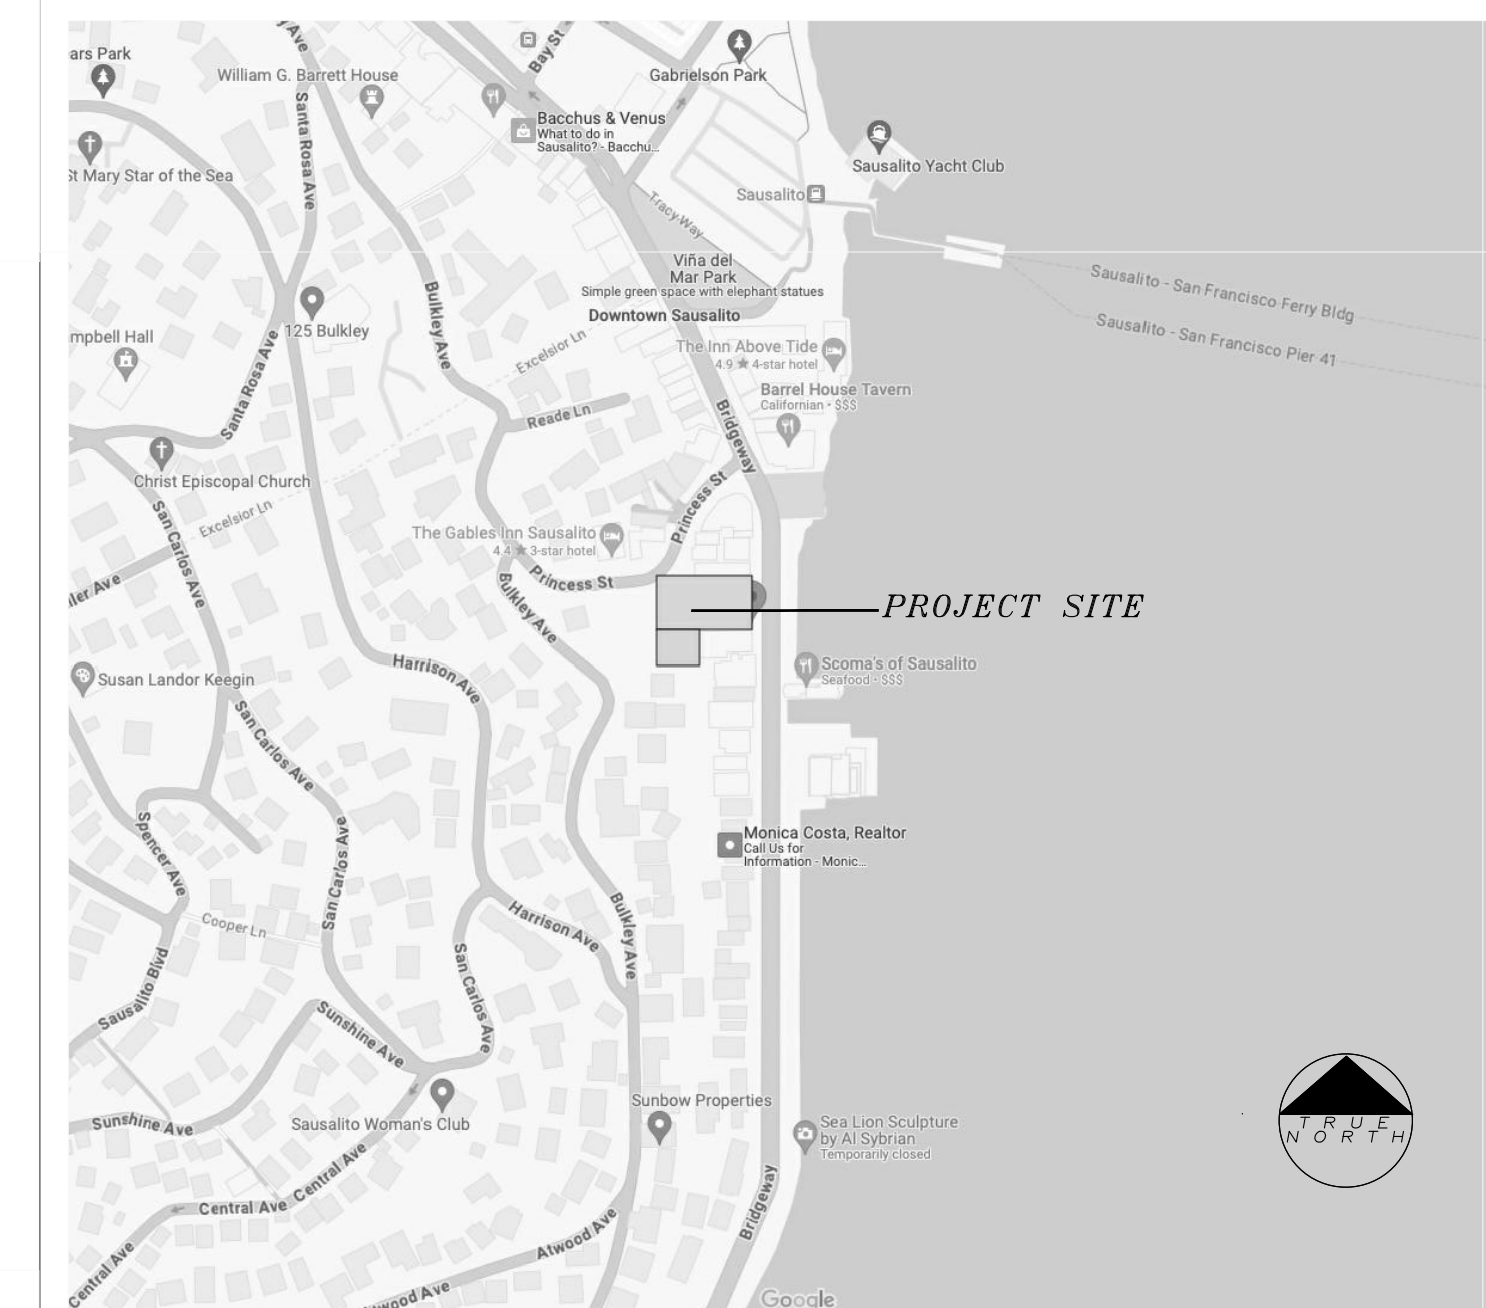 Bay St
ars Park
William G. Barrett House
Gabrielson Park
Santa Rosa Ave
Bacchus & Venus
What to do in
Sausalito? - Bacchu...
St Mary Star of the Sea
Sausalito Yacht Club
Sausalito
Tracy Way
Viña del
Mar Park
Simple green space with elephant statues
Downtown Sausalito
Sausalito - San Francisco Ferry Bldg
Sausalito - San Francisco Pier 41
125 Bulkley
Bulkley Ave
mpbell Hall
Santa Rosa Ave
Excelsior Ln
The Inn Above Tide
4.9 ★ 4-star hotel
Barrel House Tavern
Californian · $$$
Reade Ln
Bridgeway
Christ Episcopal Church
Excelsior Ln
San Carlos Ave
Princess St
The Gables Inn Sausalito
4.4 ★ 3-star hotel
ller Ave
Princess St
Bulkley Ave
PROJECT SITE
Harrison Ave
Scoma's of Sausalito
Seafood · $$$
Susan Landor Keegin
San Carlos Ave
Spencer Ave
San Carlos Ave
Monica Costa, Realtor
Call Us for
Information - Monic...
Cooper Ln
Harrison Ave
Bulkley Ave
San Carlos Ave
Sausalito Blvd
Sunshine Ave
Sunshine Ave
Sausalito Woman's Club
Sunbow Properties
Sea Lion Sculpture
by Al Sybrian
Temporarily closed
TRUE
NORTH
Central Ave
Central Ave
Bridgeway
Atwood Ave
Central Ave
wood Ave
Google